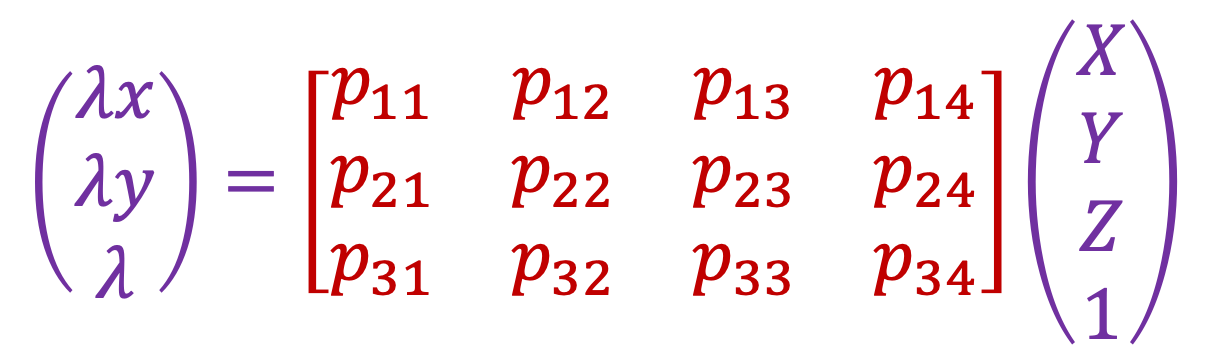 (λx λy λ) = [p₁₁ p₁₂ p₁₃ p₁₄
p₂₁ p₂₂ p₂₃ p₂₄
p₃₁ p₃₂ p₃₃ p₃₄] (X Y Z 1)